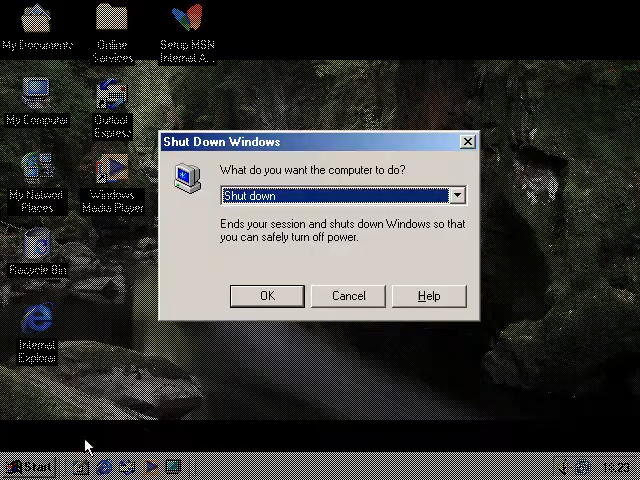 My Documents
Online
Services
Setup MSN
Internet A...
My Computer
Outlook
Express
My Network
Places
Windows
Media Player
Recycle Bin
Internet
Explorer
Shut Down Windows
What do you want the computer to do?
Shut down
Ends your session and shuts down Windows so that
you can safely turn off power.
OK
Cancel
Help
Start
18:23